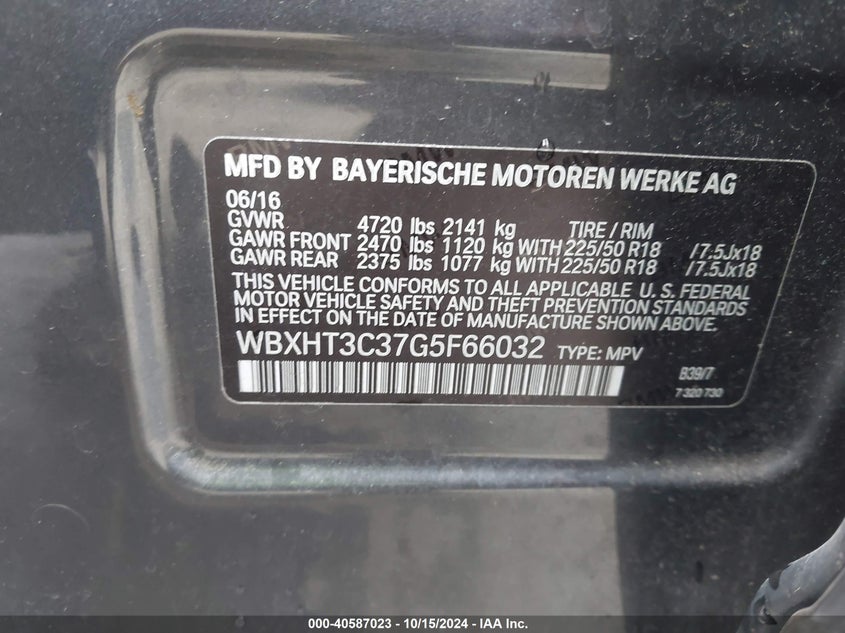 MFD BY BAYERISCHE MOTOREN WERKE AG
06/16
GVWR 4720 lbs 2141 kg TIRE / RIM
GAWR FRONT 2470 lbs 1120 kg WITH 225/50 R18 /7.5Jx18
GAWR REAR 2375 lbs 1077 kg WITH 225/50 R18 /7.5Jx18
THIS VEHICLE CONFORMS TO ALL APPLICABLE U. S. FEDERAL
MOTOR VEHICLE SAFETY AND THEFT PREVENTION STANDARDS
IN EFFECT ON THE DATE OF MANUFACTURE SHOWN ABOVE.
WBXHT3C37G5F66032 TYPE: MPV
B39/7
7 320 730
000-40587023 - 10/15/2024 - IAA Inc.